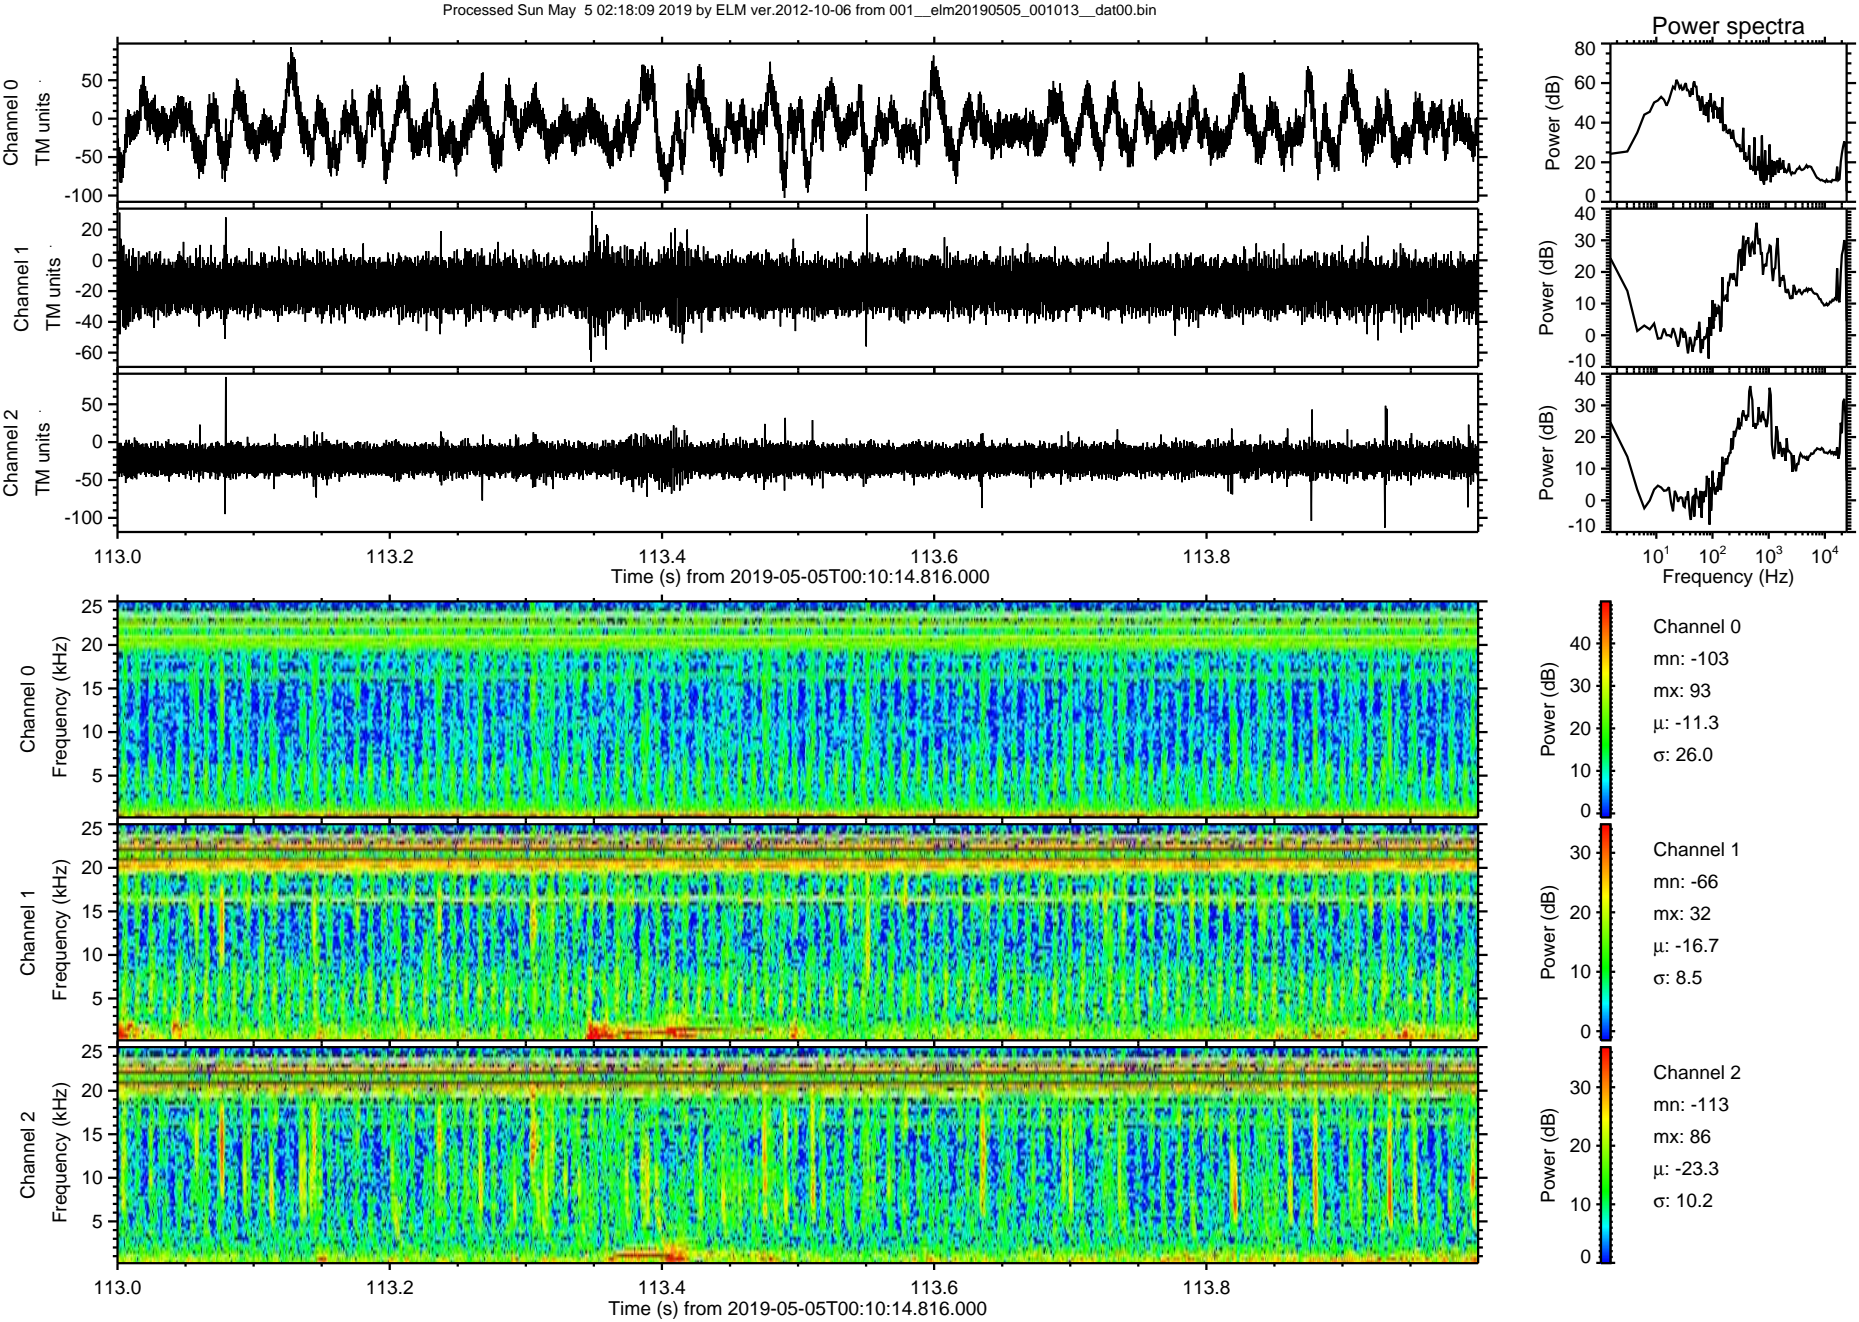 Processed Sun May  5 02:18:09 2019 by ELM ver.2012-10-06 from 001__elm20190505_001013__dat00.bin
Power spectra
Channel 0
TM units
50
0
-50
-100
Power (dB)
80
60
40
20
0
Channel 1
TM units
20
0
-20
-40
-60
Power (dB)
40
30
20
10
0
-10
Channel 2
TM units
50
0
-50
-100
Power (dB)
40
30
20
10
0
-10
113.0 113.2 113.4 113.6 113.8
Time (s) from 2019-05-05T00:10:14.816.000
10¹ 10² 10³ 10⁴
Frequency (Hz)
Channel 0
Frequency (kHz)
25
20
15
10
5
Power (dB)
40
30
20
10
0
Channel 0
mn: -103
mx: 93
μ: -11.3
σ: 26.0
Channel 1
Frequency (kHz)
25
20
15
10
5
Power (dB)
30
20
10
0
Channel 1
mn: -66
mx: 32
μ: -16.7
σ: 8.5
Channel 2
Frequency (kHz)
25
20
15
10
5
Power (dB)
30
20
10
0
Channel 2
mn: -113
mx: 86
μ: -23.3
σ: 10.2
113.0 113.2 113.4 113.6 113.8
Time (s) from 2019-05-05T00:10:14.816.000